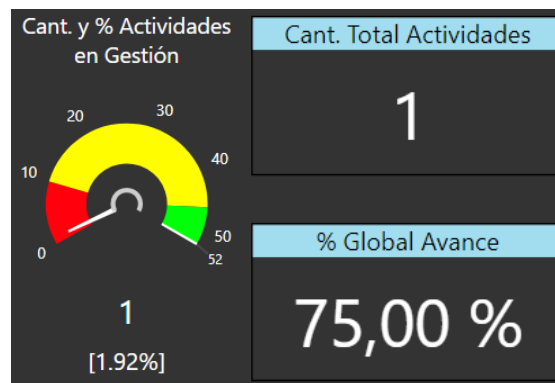 Cant. y % Actividades
en Gestión
0
10
20
30
40
50
52
1
[1.92%]
Cant. Total Actividades
1
% Global Avance
75,00 %